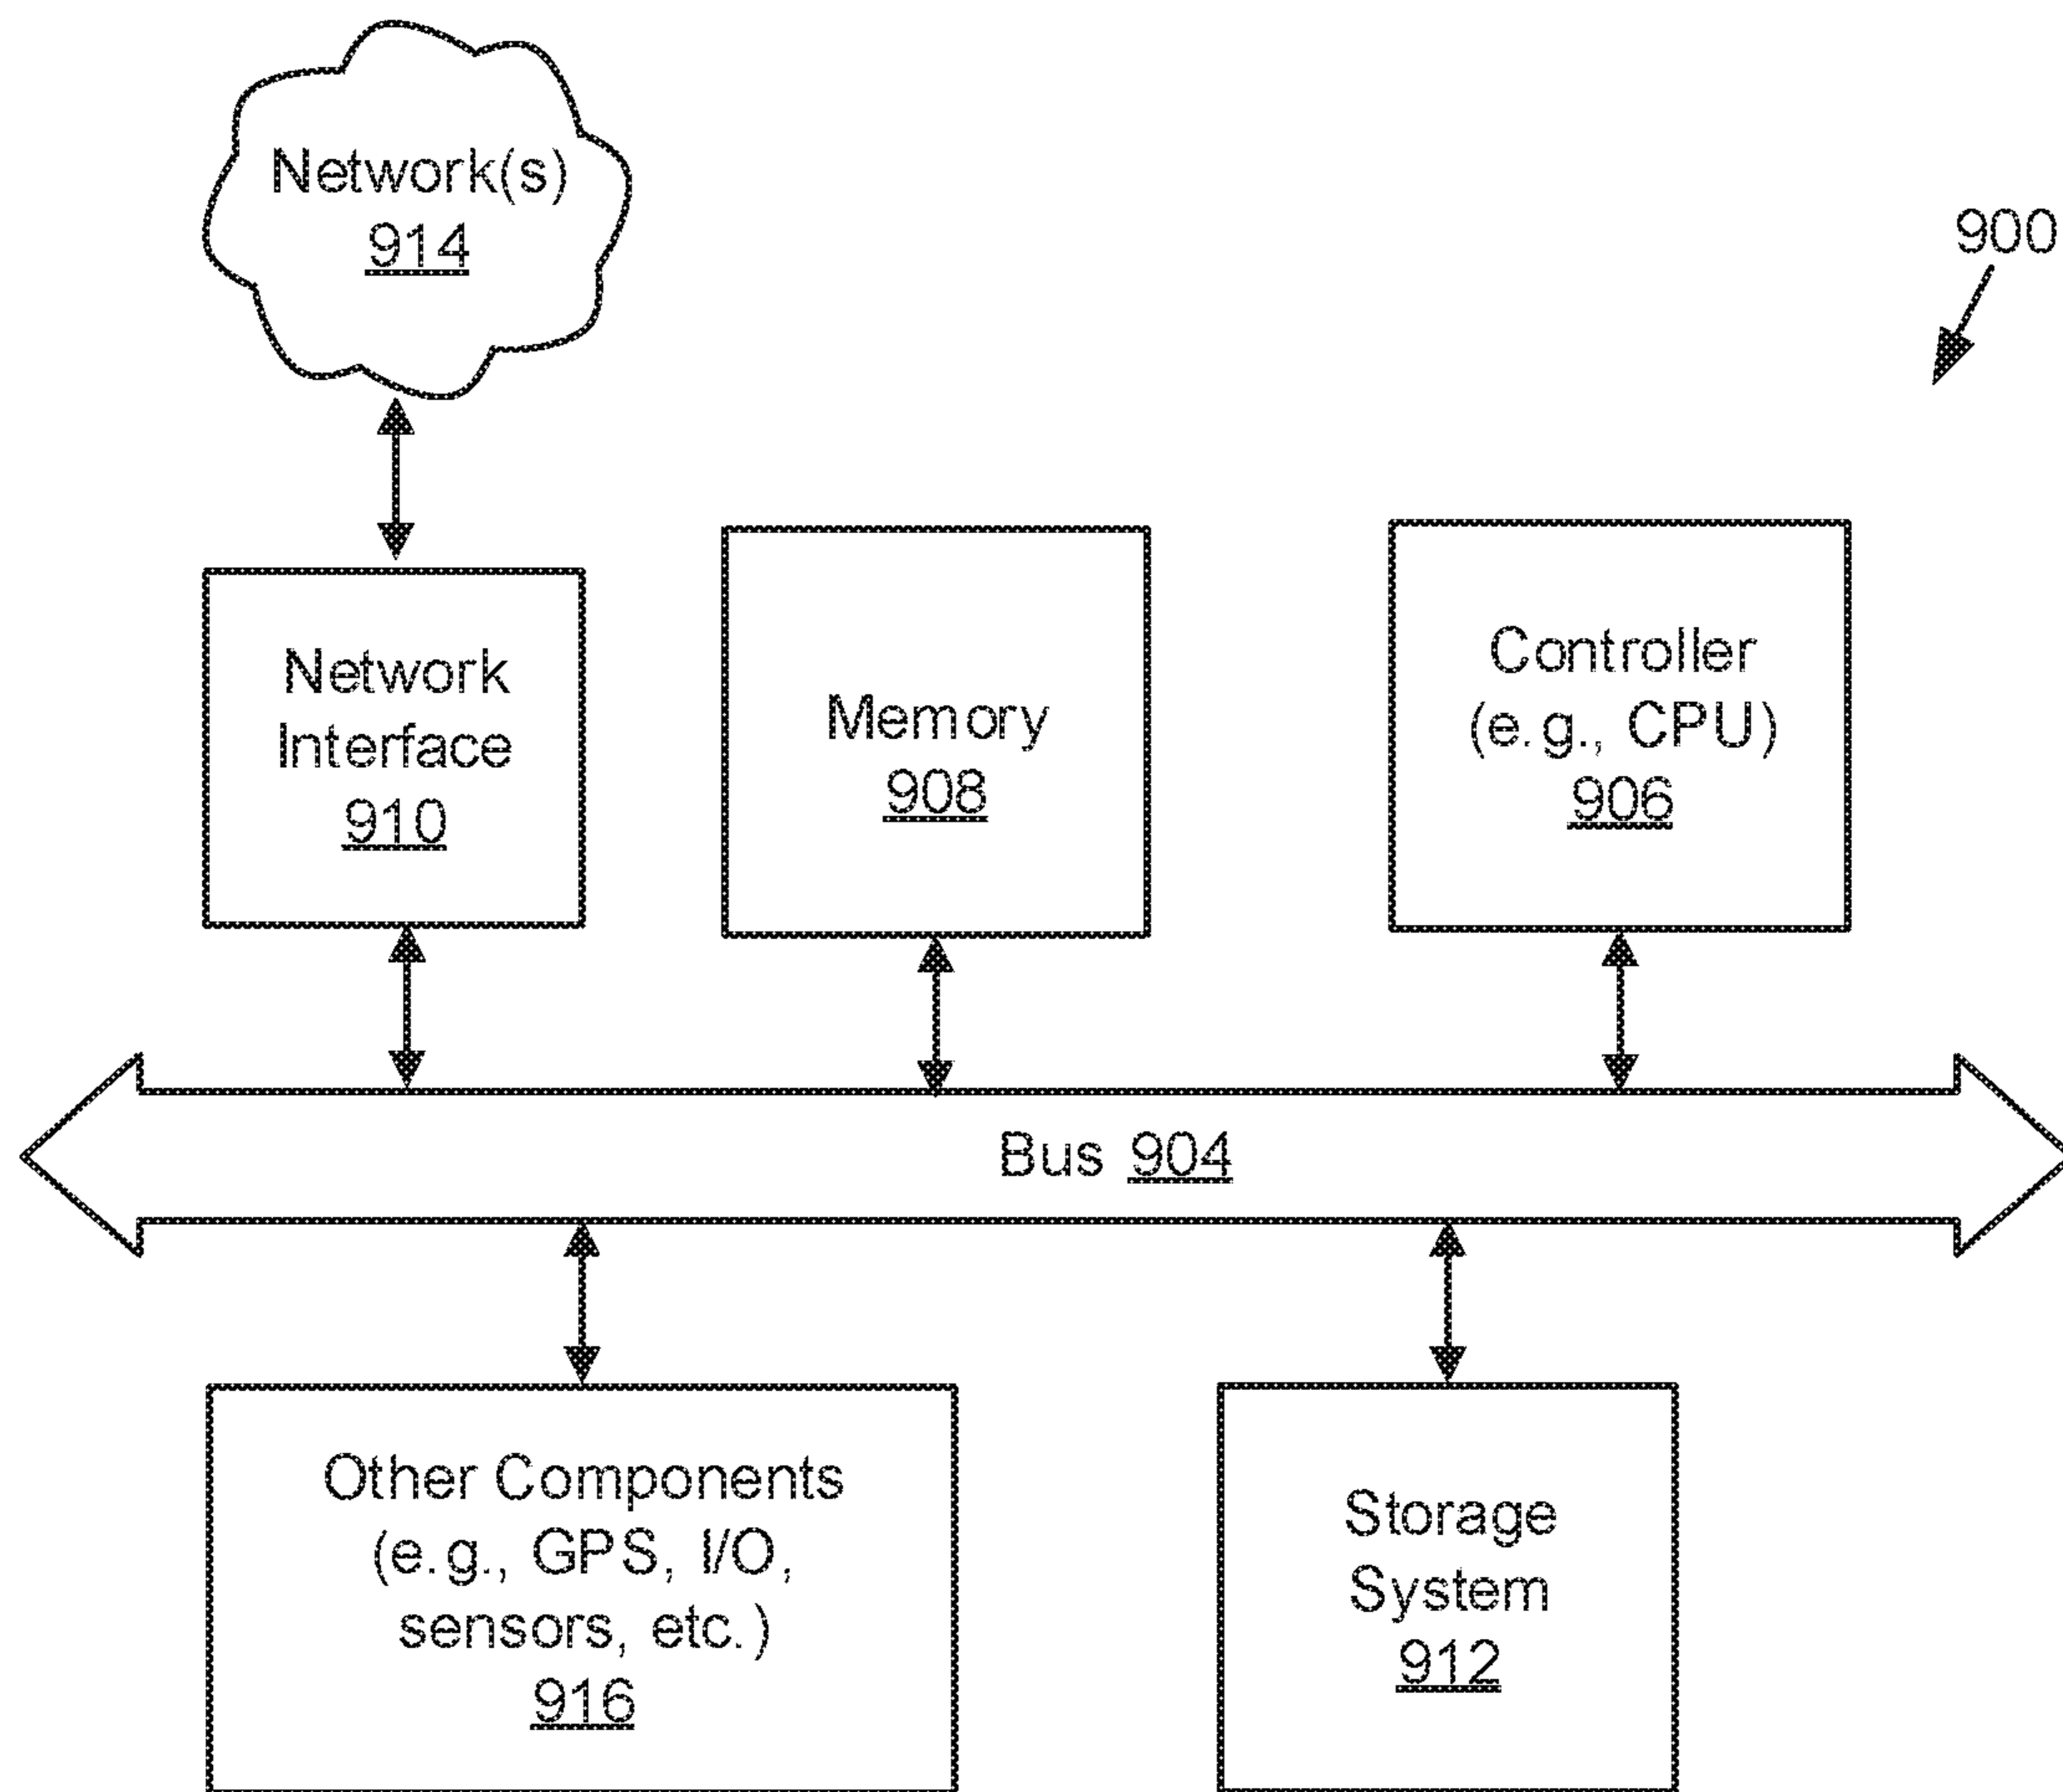 Network(s)
914
900
Network
Interface
910
Memory
908
Controller
(e.g., CPU)
906
Bus 904
Other Components
(e.g., GPS, I/O,
sensors, etc.)
916
Storage
System
912